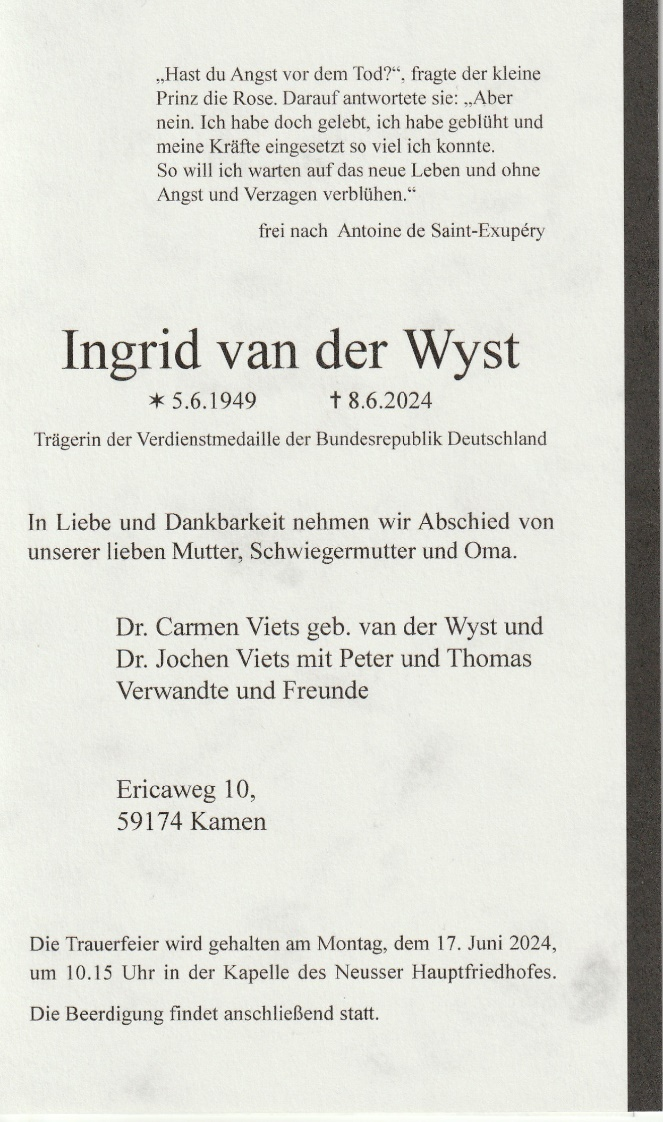 „Hast du Angst vor dem Tod?“, fragte der kleine
Prinz die Rose. Darauf antwortete sie: „Aber
nein. Ich habe doch gelebt, ich habe geblüht und
meine Kräfte eingesetzt so viel ich konnte.
So will ich warten auf das neue Leben und ohne
Angst und Verzagen verblühen.“
frei nach Antoine de Saint-Exupéry
Ingrid van der Wyst
✶ 5.6.1949 † 8.6.2024
Trägerin der Verdienstmedaille der Bundesrepublik Deutschland
In Liebe und Dankbarkeit nehmen wir Abschied von
unserer lieben Mutter, Schwiegermutter und Oma.
Dr. Carmen Viets geb. van der Wyst und
Dr. Jochen Viets mit Peter und Thomas
Verwandte und Freunde
Ericaweg 10,
59174 Kamen
Die Trauerfeier wird gehalten am Montag, dem 17. Juni 2024,
um 10.15 Uhr in der Kapelle des Neusser Hauptfriedhofes.
Die Beerdigung findet anschließend statt.